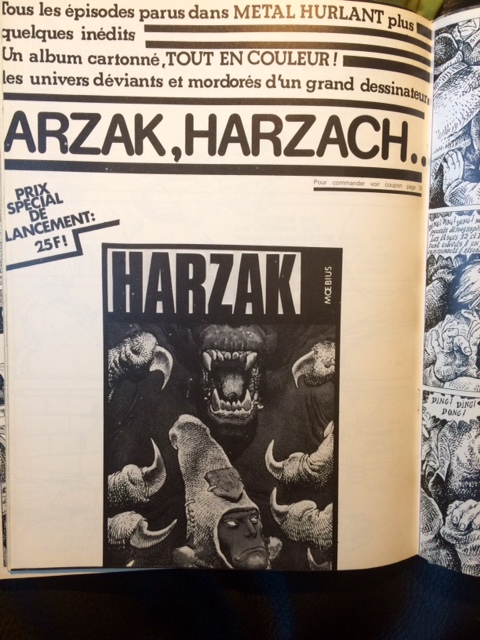 Tous les épisodes parus dans METAL HURLANT plus
quelques inédits
Un album cartonné, TOUT EN COULEUR !
les univers déviants et mordorés d'un grand dessinateur
ARZAK, HARZACH..
Pour commander voir coupon page
PRIX
SPÉCIAL
DE
LANCEMENT:
25F!
HARZAK
MŒBIUS
DING! DING!
DONG!